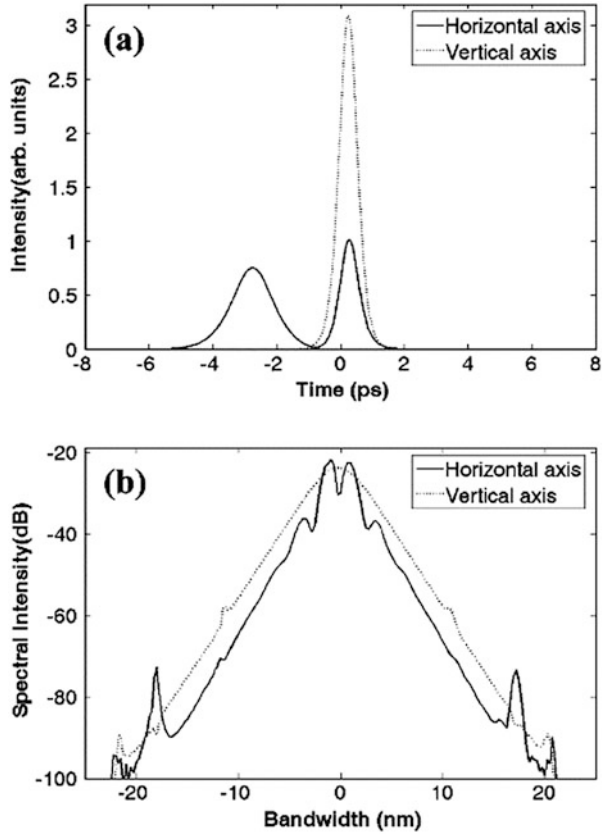 (a)
Horizontal axis
Vertical axis
Intensity(arb. units)
3
2.5
2
1.5
1
0.5
0
-8
-6
-4
-2
0
2
4
6
8
Time (ps)
(b)
Horizontal axis
Vertical axis
Spectral Intensity(dB)
-20
-40
-60
-80
-100
-20
-10
0
10
20
Bandwidth (nm)